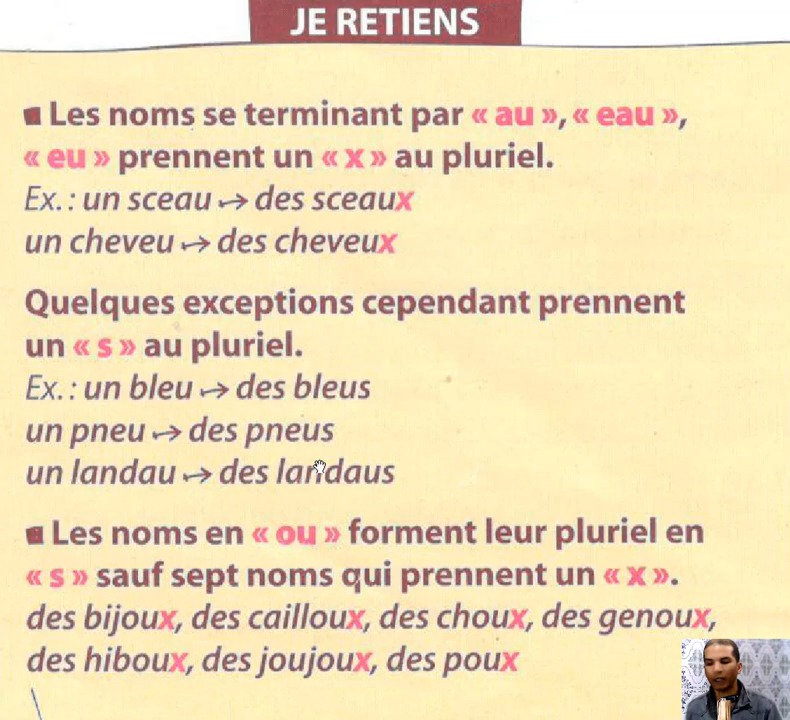 JE RETIENS
Les noms se terminant par « au », « eau »,
« eu » prennent un « x » au pluriel.
Ex. : un sceau ↦ des sceaux
un cheveu ↦ des cheveux
Quelques exceptions cependant prennent
un « s » au pluriel.
Ex. : un bleu ↦ des bleus
un pneu ↦ des pneus
un landau ↦ des landaus
Les noms en « ou » forment leur pluriel en
« s » sauf sept noms qui prennent un « x ».
des bijoux, des cailloux, des choux, des genoux,
des hiboux, des joujoux, des poux